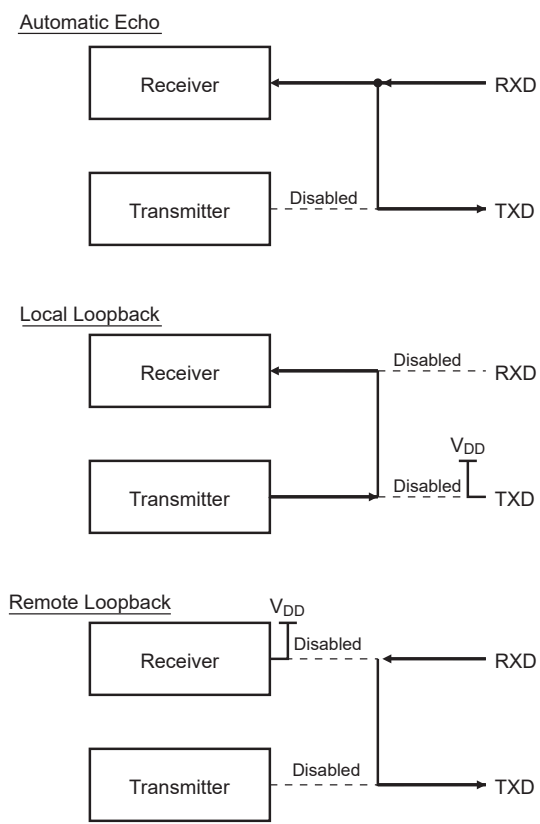 Automatic Echo
Receiver
RXD
Disabled
Transmitter
TXD
Local Loopback
Disabled
Receiver
RXD
VDD
Disabled
Transmitter
TXD
Remote Loopback
VDD
Disabled
Receiver
RXD
Disabled
Transmitter
TXD